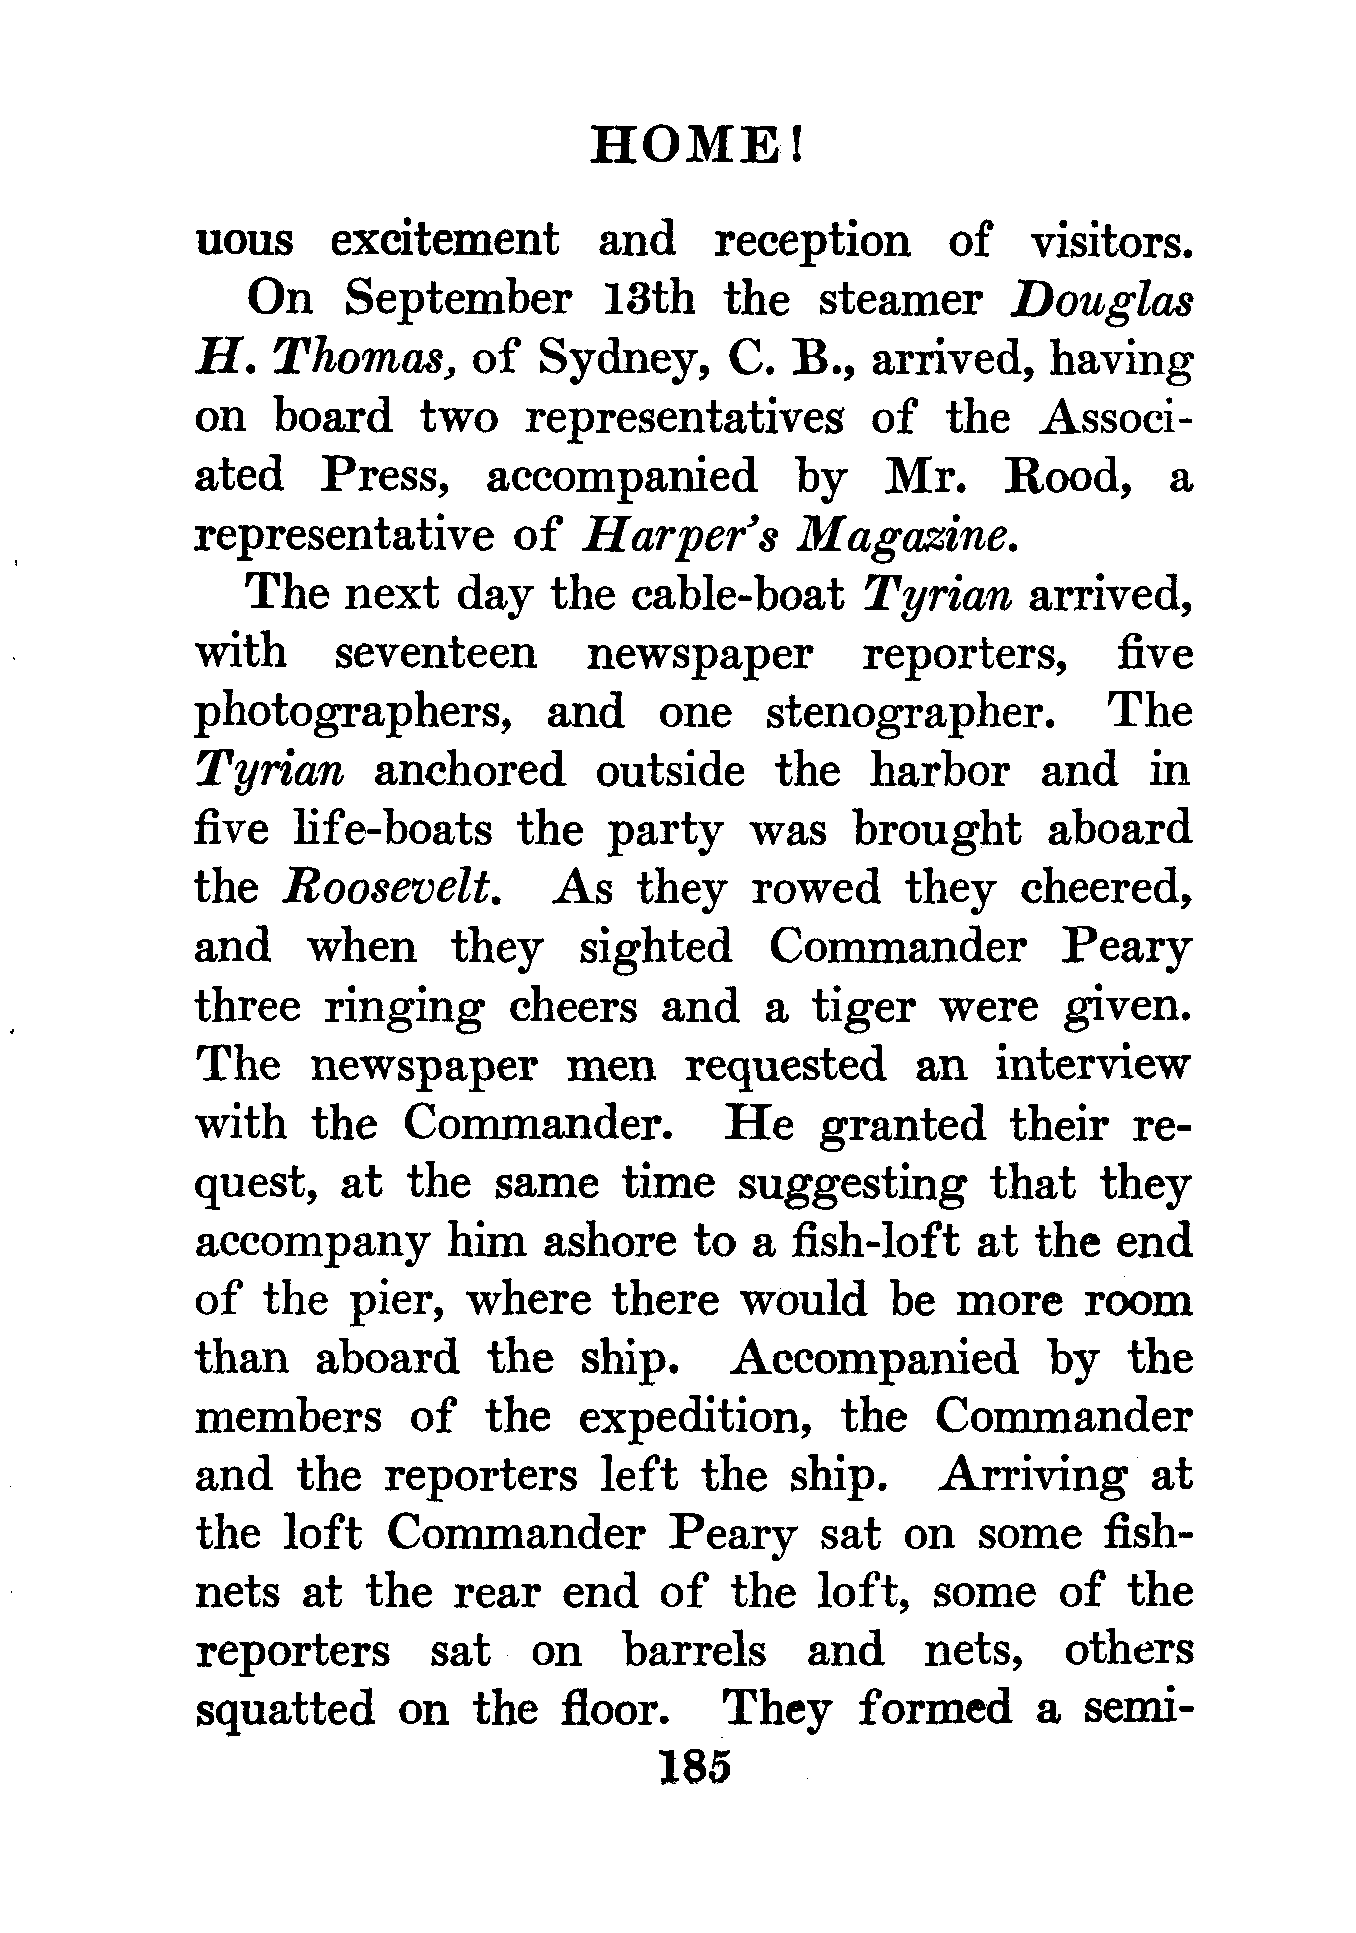 HOME!
uous excitement and reception of visitors.
On September 13th the steamer Douglas
H. Thomas, of Sydney, C. B., arrived, having
on board two representatives of the Associ-
ated Press, accompanied by Mr. Rood, a
representative of Harper's Magazine.
The next day the cable-boat Tyrian arrived,
with seventeen newspaper reporters, five
photographers, and one stenographer. The
Tyrian anchored outside the harbor and in
five life-boats the party was brought aboard
the Roosevelt. As they rowed they cheered,
and when they sighted Commander Peary
three ringing cheers and a tiger were given.
The newspaper men requested an interview
with the Commander. He granted their re-
quest, at the same time suggesting that they
accompany him ashore to a fish-loft at the end
of the pier, where there would be more room
than aboard the ship. Accompanied by the
members of the expedition, the Commander
and the reporters left the ship. Arriving at
the loft Commander Peary sat on some fish-
nets at the rear end of the loft, some of the
reporters sat on barrels and nets, others
squatted on the floor. They formed a semi-
185